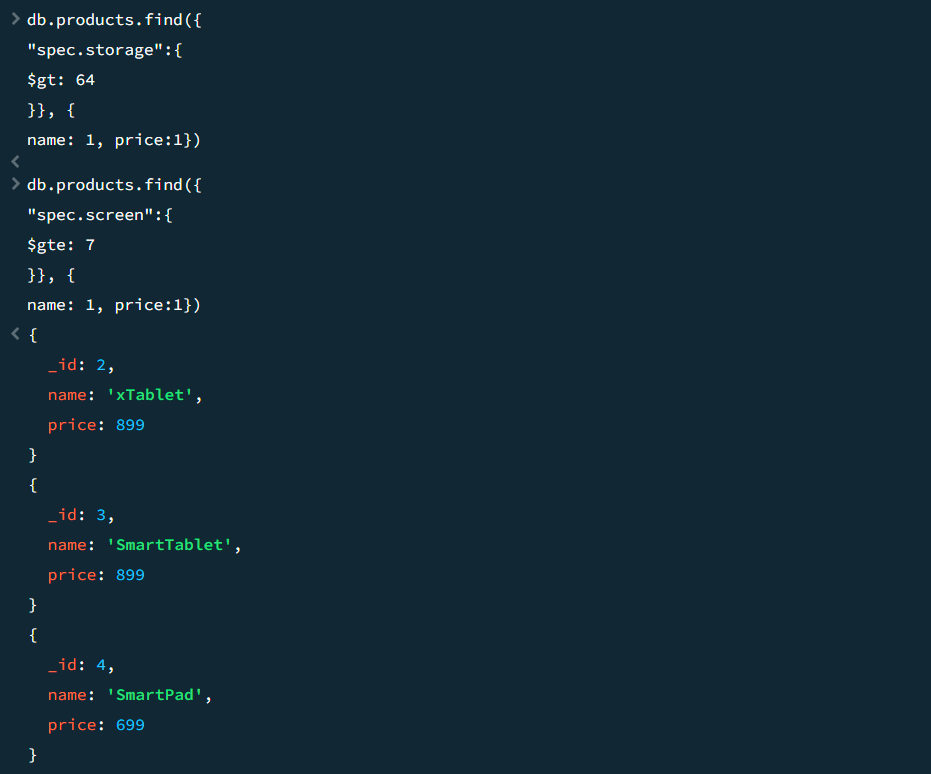 > db.products.find({
"spec.storage":{
$gt: 64
}}, {
name: 1, price:1})
<
> db.products.find({
"spec.screen":{
$gte: 7
}}, {
name: 1, price:1})
< {
_id: 2,
name: 'xTablet',
price: 899
}
{
_id: 3,
name: 'SmartTablet',
price: 899
}
{
_id: 4,
name: 'SmartPad',
price: 699
}